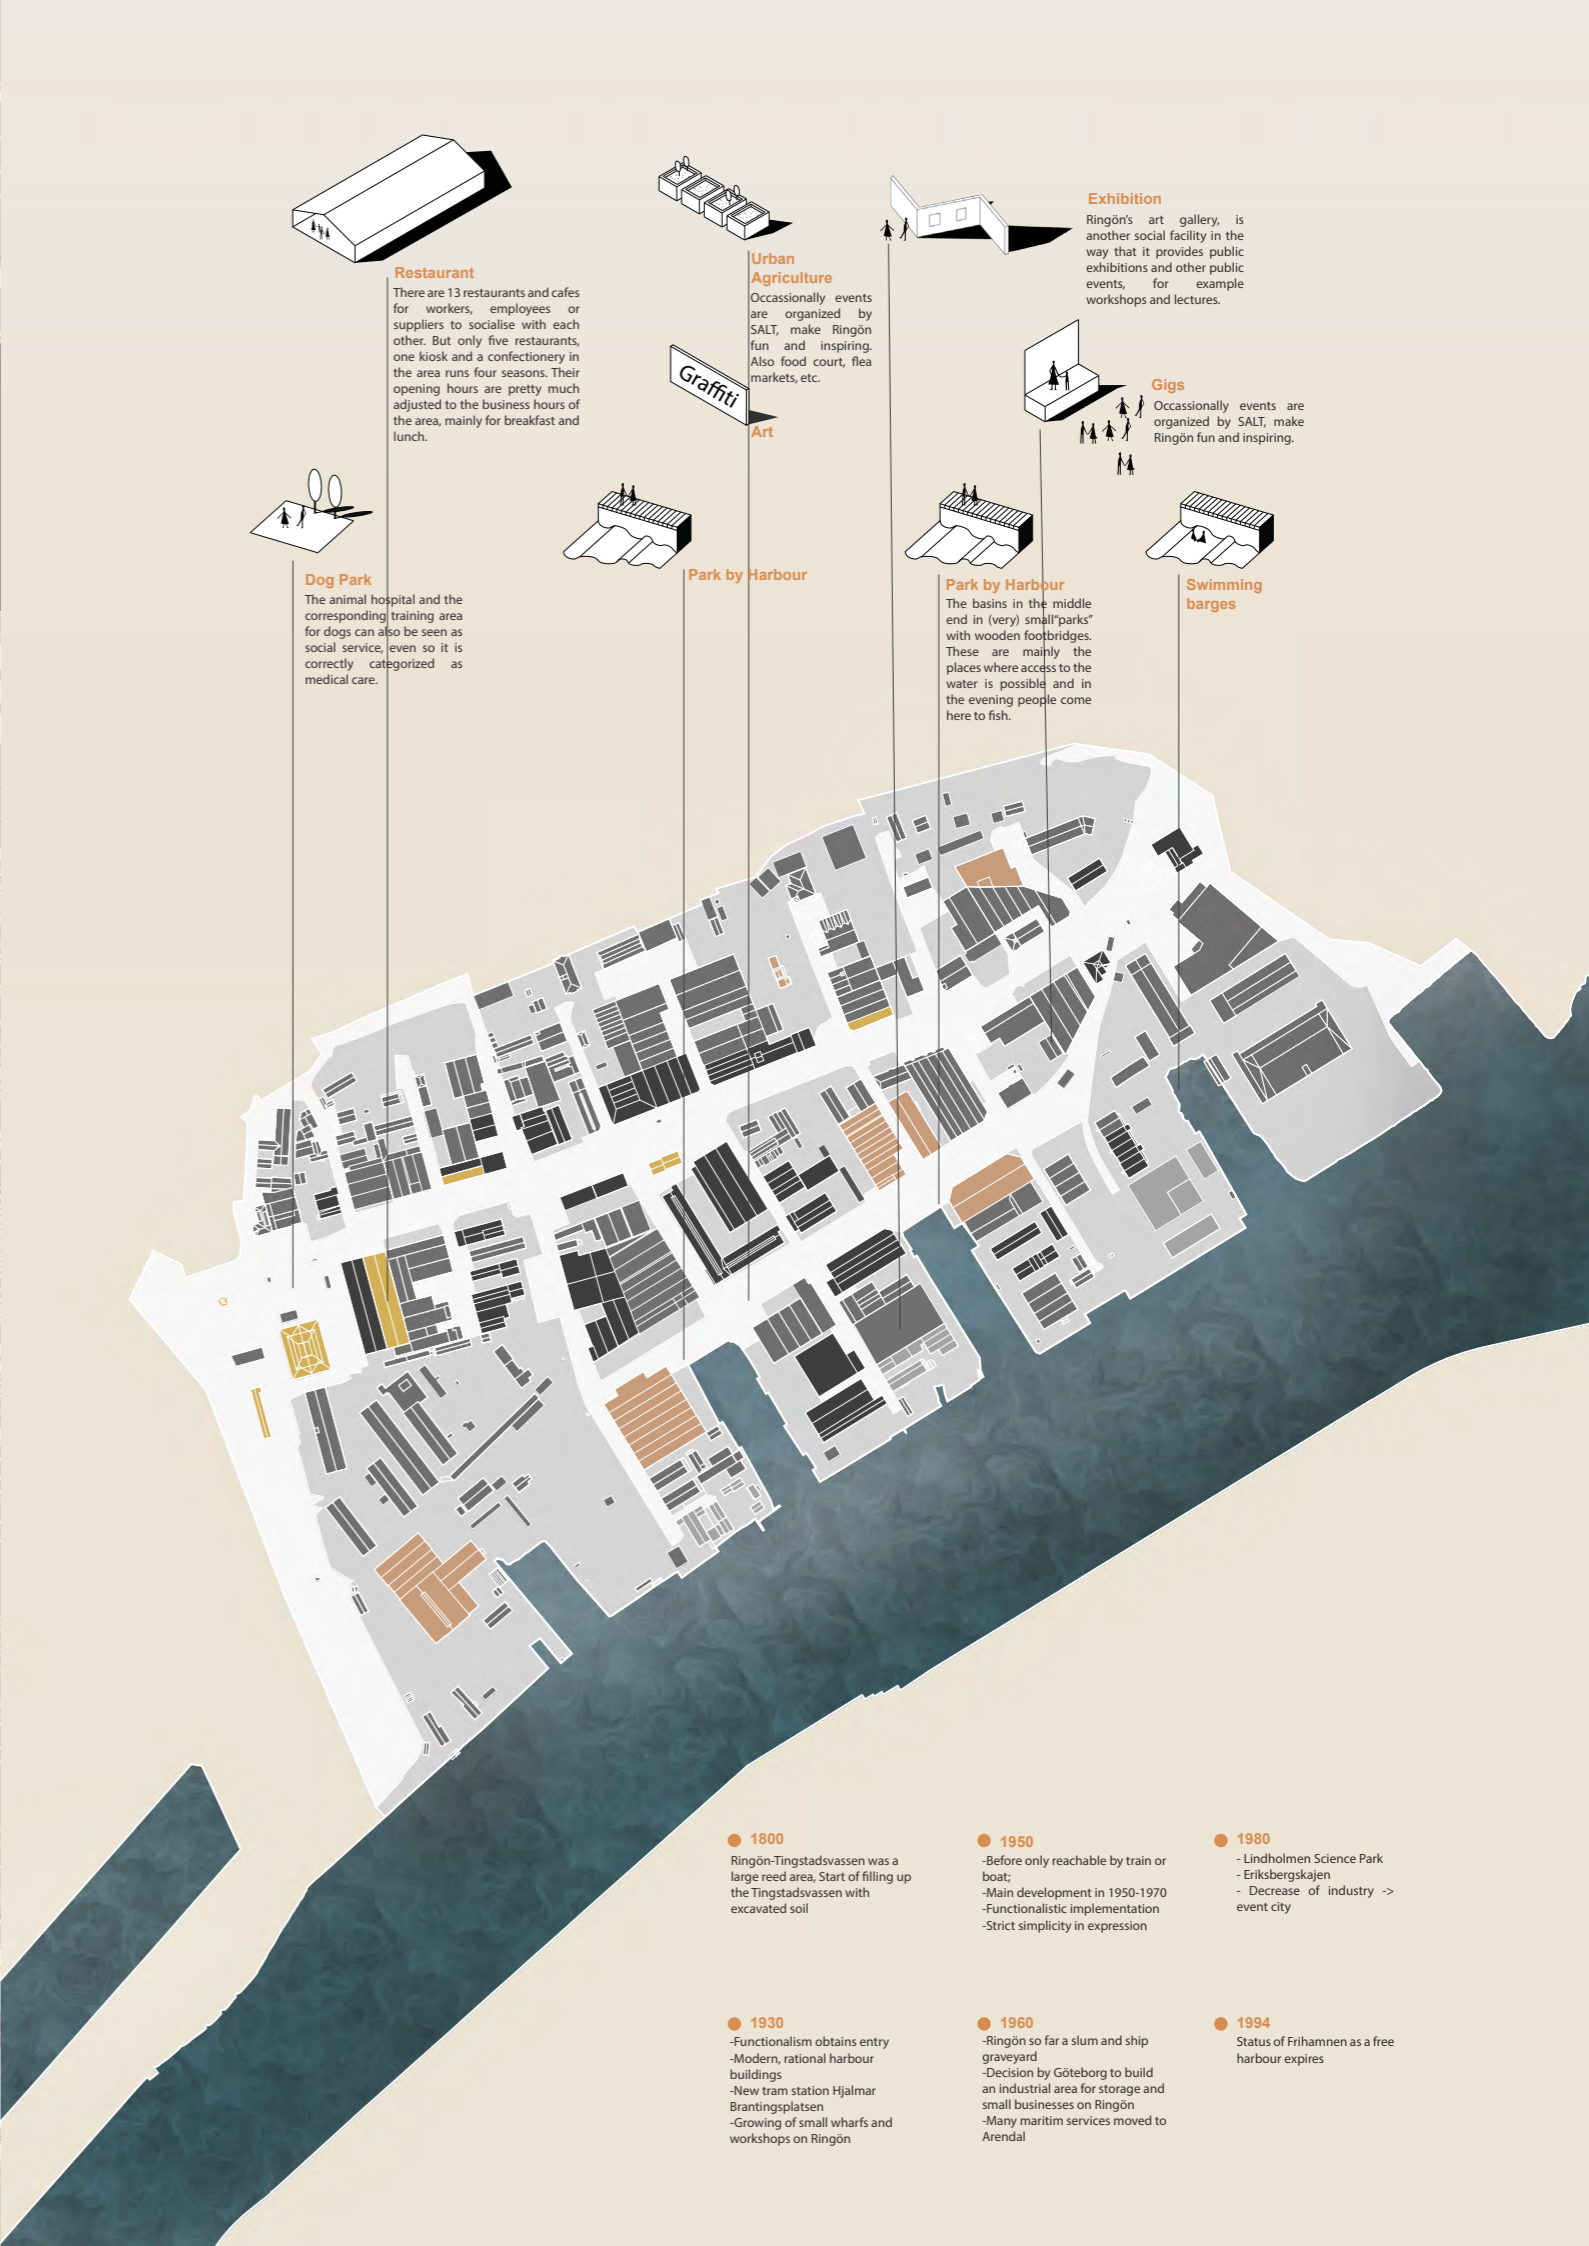 Restaurant
There are 13 restaurants and cafes
for workers, employees or
suppliers to socialise with each
other. But only five restaurants,
one kiosk and a confectionery in
the area runs four seasons. Their
opening hours are pretty much
adjusted to the business hours of
the area, mainly for breakfast and
lunch.
Urban
Agriculture
Occassionally events
are organized by
SALT, make Ringön
fun and inspiring.
Also food court, flea
markets, etc.
Exhibition
Ringön's art gallery, is
another social facility in the
way that it provides public
exhibitions and other public
events, for example
workshops and lectures.
Graffiti
Art
Gigs
Occassionally events are
organized by SALT, make
Ringön fun and inspiring.
Dog Park
The animal hospital and the
corresponding training area
for dogs can also be seen as
social service, even so it is
correctly categorized as
medical care.
Park by Harbour
Park by Harbour
The basins in the middle
end in (very) small“parks”
with wooden footbridges.
These are mainly the
places where access to the
water is possible and in
the evening people come
here to fish.
Swimming
barges
1800
Ringön-Tingstadsvassen was a
large reed area, Start of filling up
the Tingstadsvassen with
excavated soil
1950
-Before only reachable by train or
boat;
-Main development in 1950-1970
-Functionalistic implementation
-Strict simplicity in expression
1980
- Lindholmen Science Park
- Eriksbergskajen
- Decrease of industry ->
event city
1930
-Functionalism obtains entry
-Modern, rational harbour
buildings
-New tram station Hjalmar
Brantingsplatsen
-Growing of small wharfs and
workshops on Ringön
1960
-Ringön so far a slum and ship
graveyard
-Decision by Göteborg to build
an industrial area for storage and
small businesses on Ringön
-Many maritim services moved to
Arendal
1994
Status of Frihamnen as a free
harbour expires